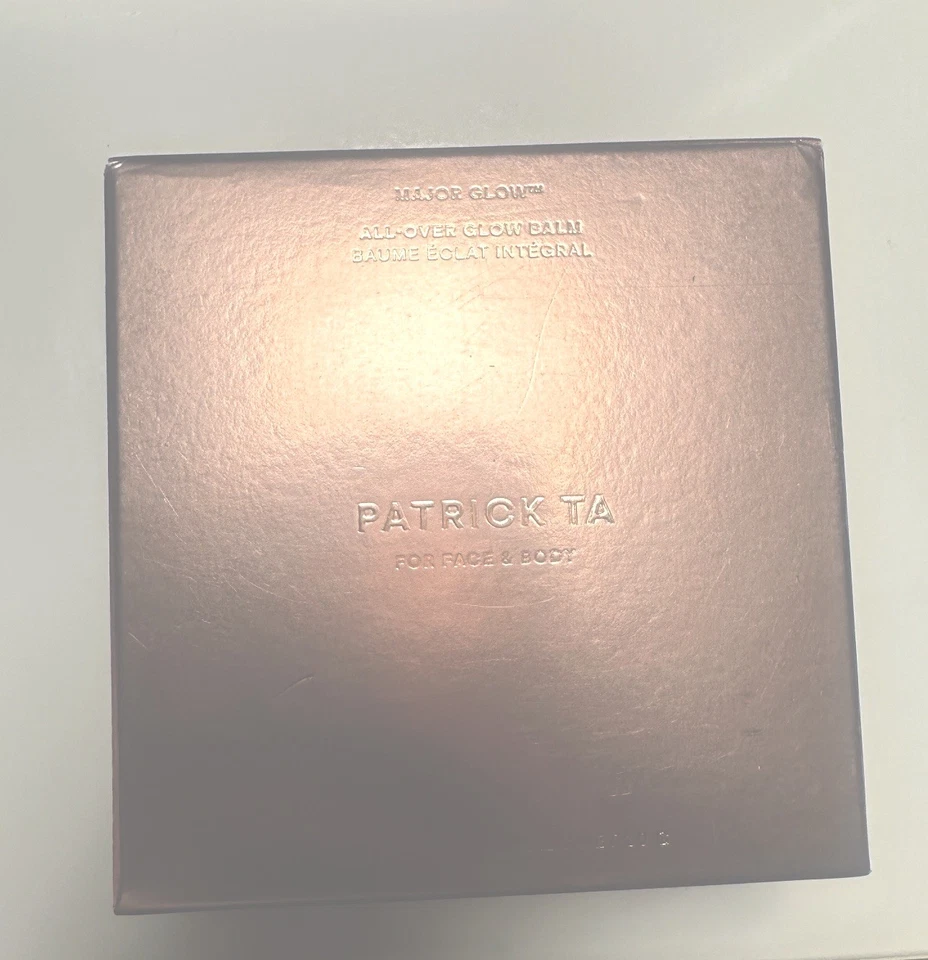 MAJOR GLOW™
ALL-OVER GLOW BALM
BAUME ÉCLAT INTÉGRAL
PATRICK TA
FOR FACE & BODY